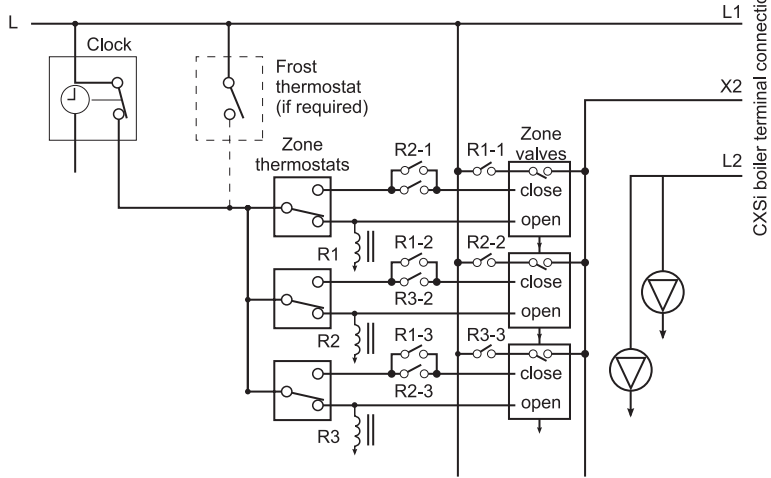 L
L1
Clock
Frost
thermostat
(if required)
X2
Zone
thermostats
R2-1
R1-1
Zone
valves
L2
close
open
R1
R1-2
R2-2
close
R3-2
open
R2
R1-3
R3-3
close
R2-3
open
R3
CXSi boiler terminal connectio